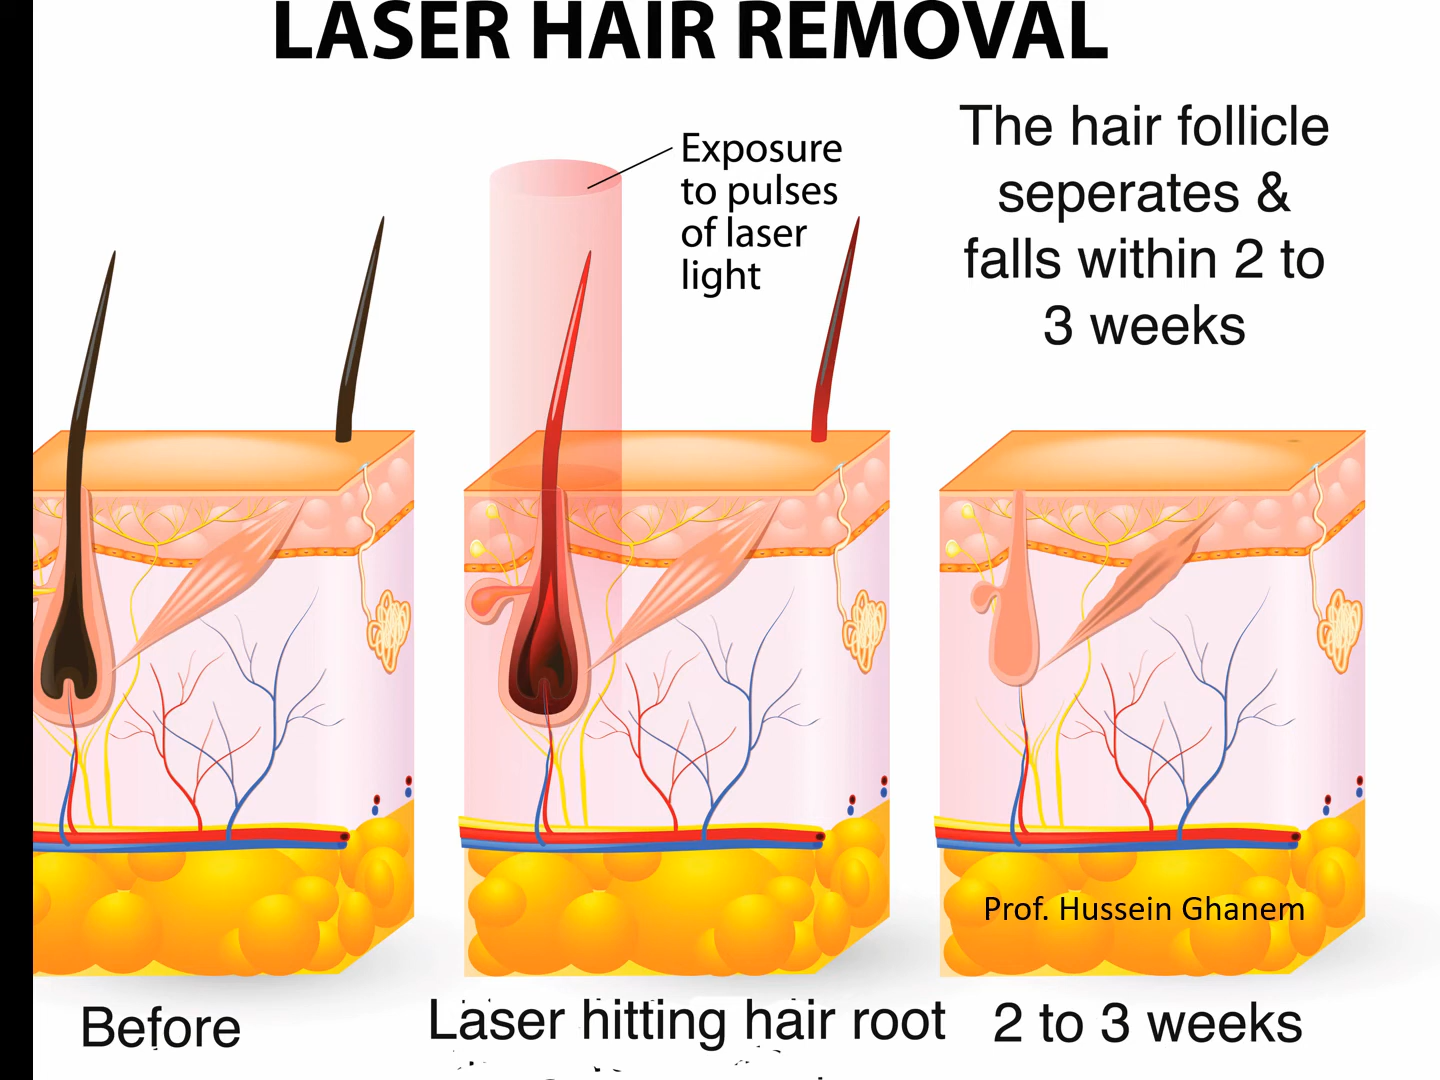 LASER HAIR REMOVAL
Exposure
to pulses
of laser
light
The hair follicle
seperates &
falls within 2 to
3 weeks
Prof. Hussein Ghanem
Before
Laser hitting hair root
2 to 3 weeks